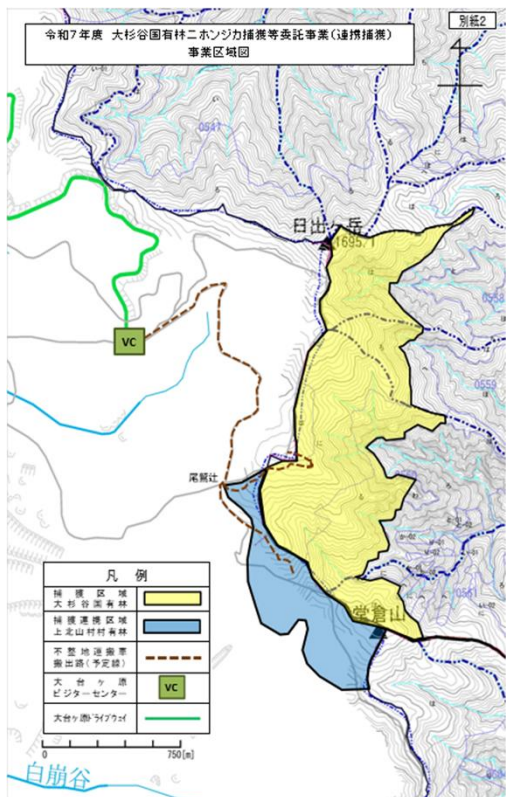 別紙2
令和7年度 大杉谷国有林ニホンジカ捕獲等委託事業(連携捕獲)
事業区域図
0547
日出ヶ岳
1695.1
0558
VC
0559
尾鷲辻
0561
堂倉山
凡 例
捕獲区域
大杉谷国有林
捕獲連携区域
上北山村村有林
不整地運搬車
搬出路(予定線)
大台ヶ原
ビジターセンター
VC
大台ヶ原ドライブウェイ
0 750[m]
白崩谷